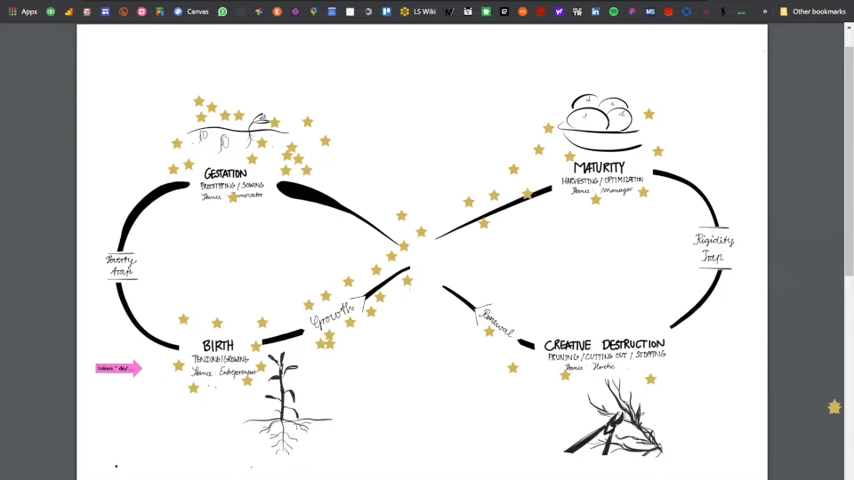 Apps
Canvas
LS Wiki
»
Other bookmarks
GESTATION
PROTOTYPING / SOWING
Stance:
MATURITY
HARVESTING / OPTIMIZATION
Stance: Manager
Poverty
trap
Rigidity
Trap
Growth
Renewal
BIRTH
TENDING/GROWING
Stance: Entrepreneur
CREATIVE DESTRUCTION
PRUNING / CUTTING OUT / STOPPING
Stance: Heretic